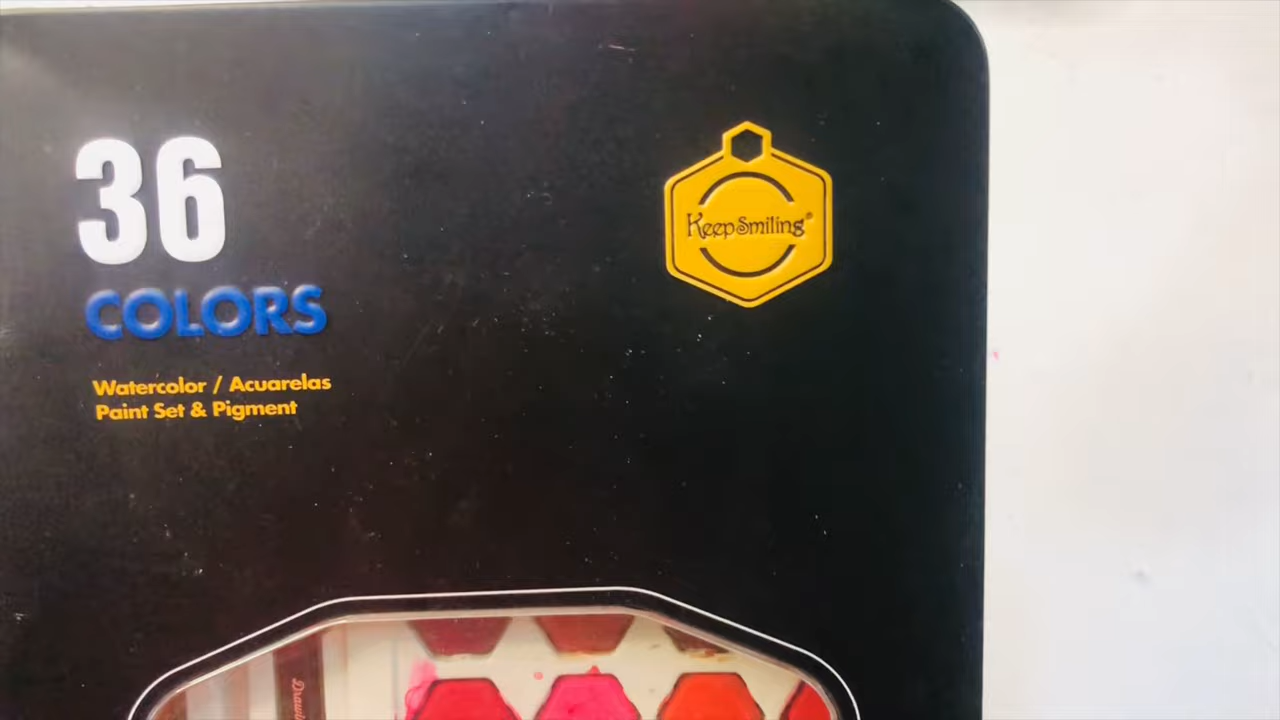 36
COLORS
Watercolor / Acuarelas
Paint Set & Pigment
KeepSmiling®